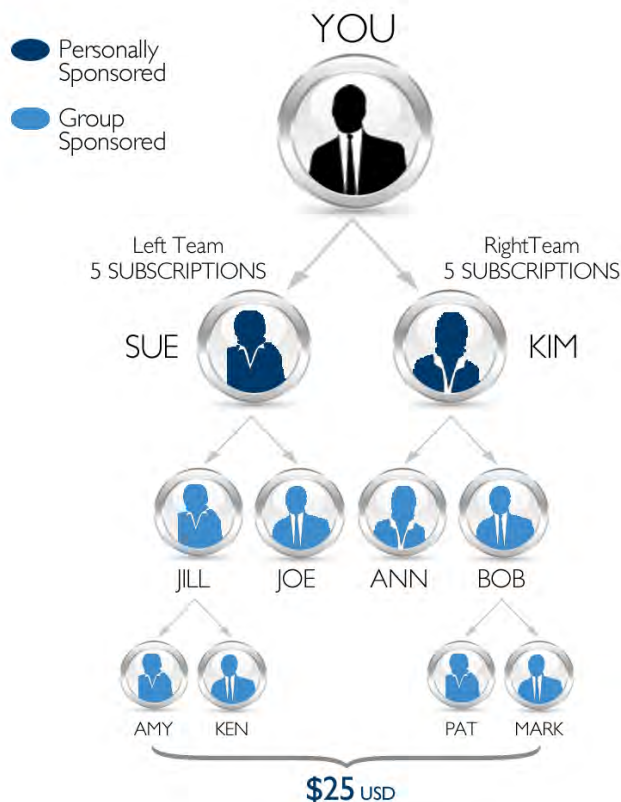 YOU
Personally
Sponsored
Group
Sponsored
Left Team
5 SUBSCRIPTIONS
RightTeam
5 SUBSCRIPTIONS
SUE
KIM
JILL
JOE
ANN
BOB
AMY
KEN
PAT
MARK
$25 USD